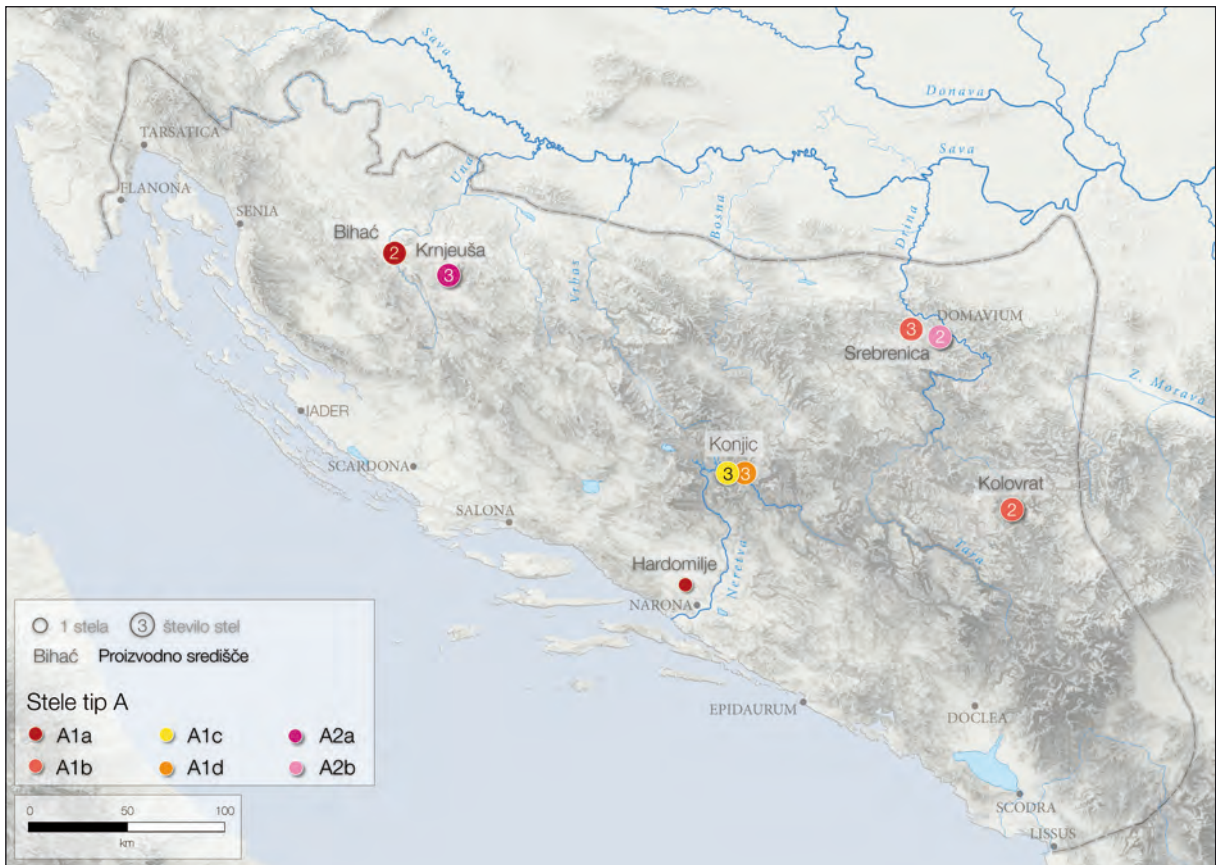 Sava
Donava
TARSATICA
Sava
Una
FLANONA
SENIA
Bosna
Drina
Bihać
Krnjeuša
2
3
Vrbas
DOMAVIUM
3
2
Srebrenica
Z. Morava
IADER
Konjic
SCARDONA
3
3
Kolovrat
2
SALONA
Tara
Hardomilje
Neretva
NARONA
1 stela
3
število stel
Bihać
Proizvodno središče
Stele tip A
EPIDAURUM
DOCLEA
A1a
A1c
A2a
A1b
A1d
A2b
SCODRA
0
50
100
km
LISSUS